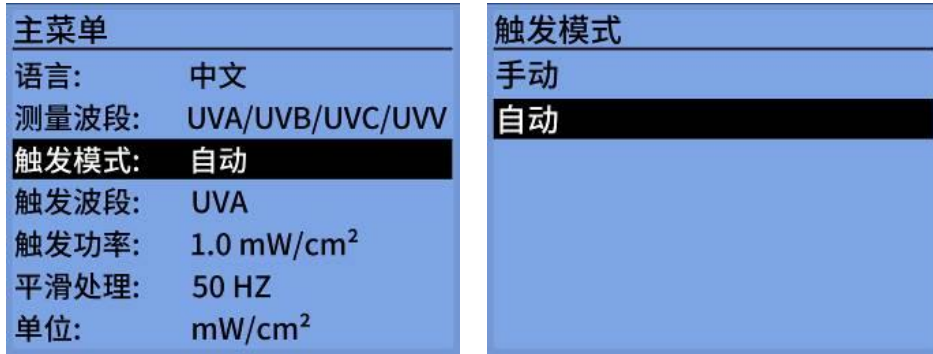 主菜单
语言: 中文
测量波段: UVA/UVB/UVC/UVV
触发模式: 自动
触发波段: UVA
触发功率: 1.0 mW/cm²
平滑处理: 50 HZ
单位: mW/cm²
触发模式
手动
自动